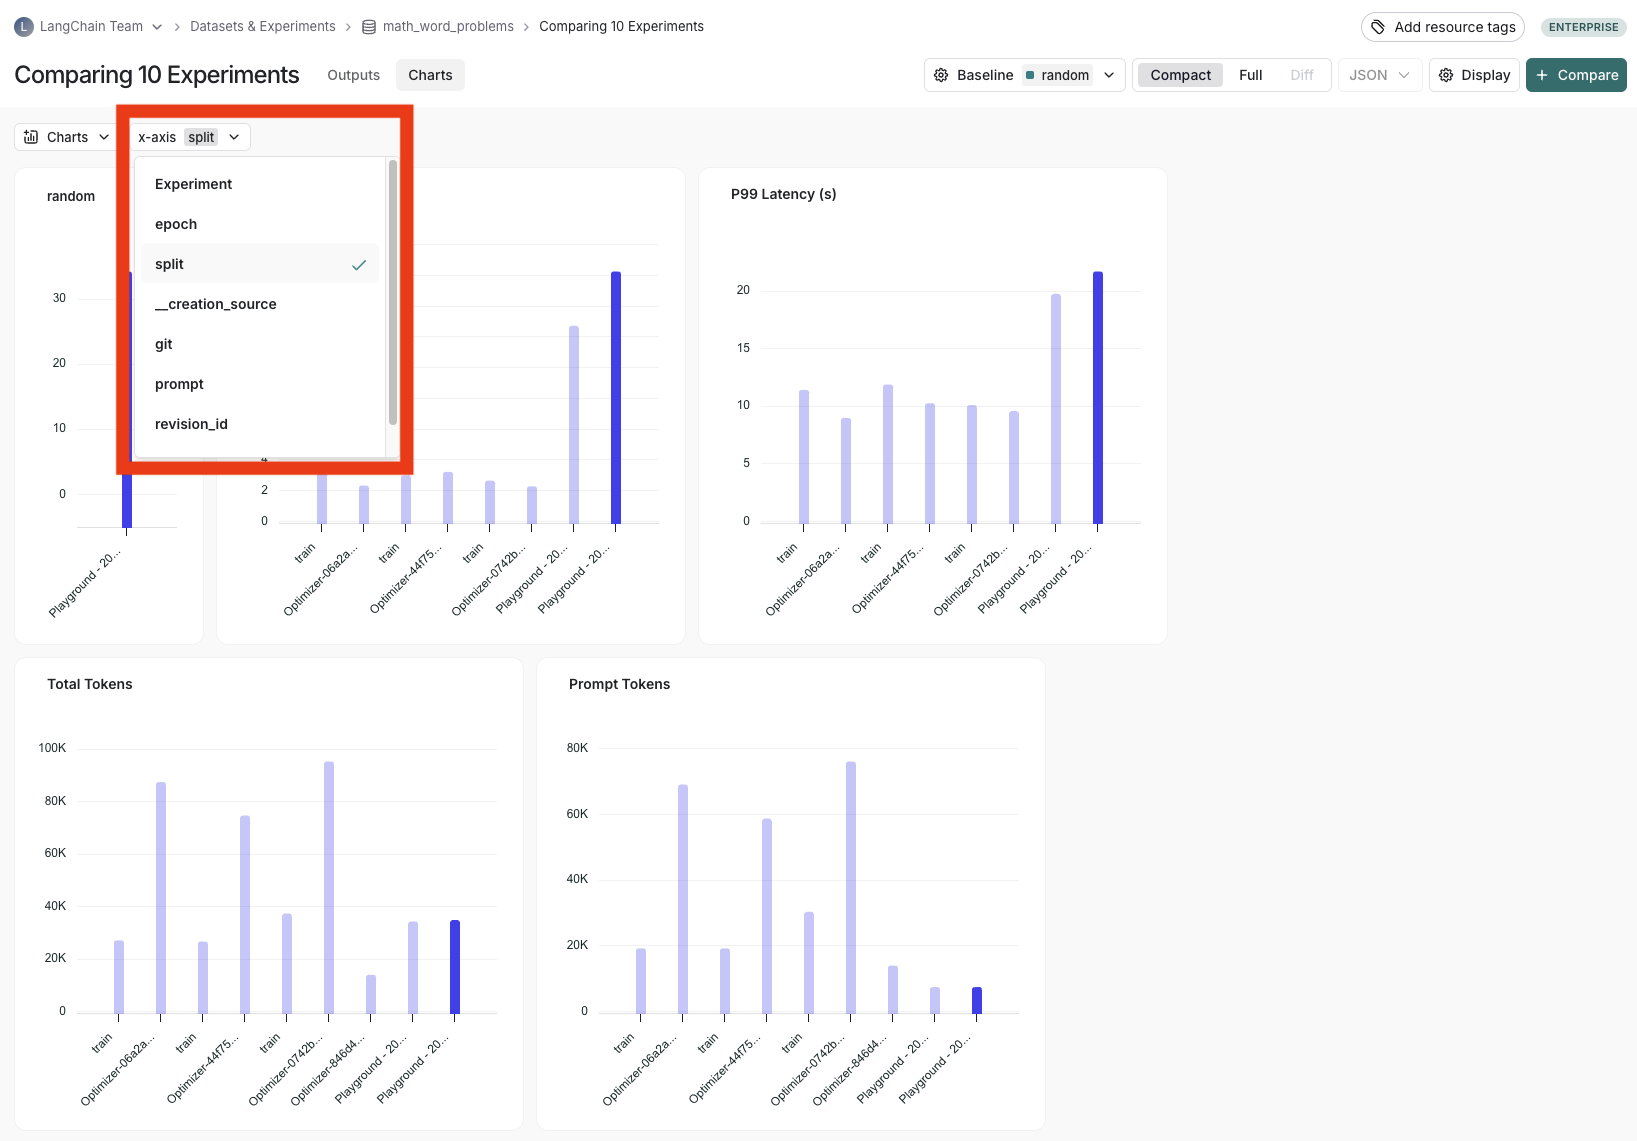 L LangChain Team > Datasets & Experiments > math_word_problems > Comparing 10 Experiments
Add resource tags
ENTERPRISE
Comparing 10 Experiments
Outputs
Charts
Baseline random
Compact Full Diff
JSON
Display
+ Compare
Charts
x-axis split
Experiment
epoch
split
__creation_source
git
prompt
revision_id
random
30
20
10
0
Playground - 20...
4
2
0
train
Optimizer-06a2a...
train
Optimizer-44f75...
train
Optimizer-0742b...
Playground - 20...
Playground - 20...
P99 Latency (s)
20
15
10
5
0
train
Optimizer-06a2a...
train
Optimizer-44f75...
train
Optimizer-0742b...
Playground - 20...
Playground - 20...
Total Tokens
100K
80K
60K
40K
20K
0
train
Optimizer-06a2a...
train
Optimizer-44f75...
train
Optimizer-0742b...
Optimizer-846d4...
Playground - 20...
Playground - 20...
Prompt Tokens
80K
60K
40K
20K
0
train
Optimizer-06a2a...
train
Optimizer-44f75...
train
Optimizer-0742b...
Optimizer-846d4...
Playground - 20...
Playground - 20...